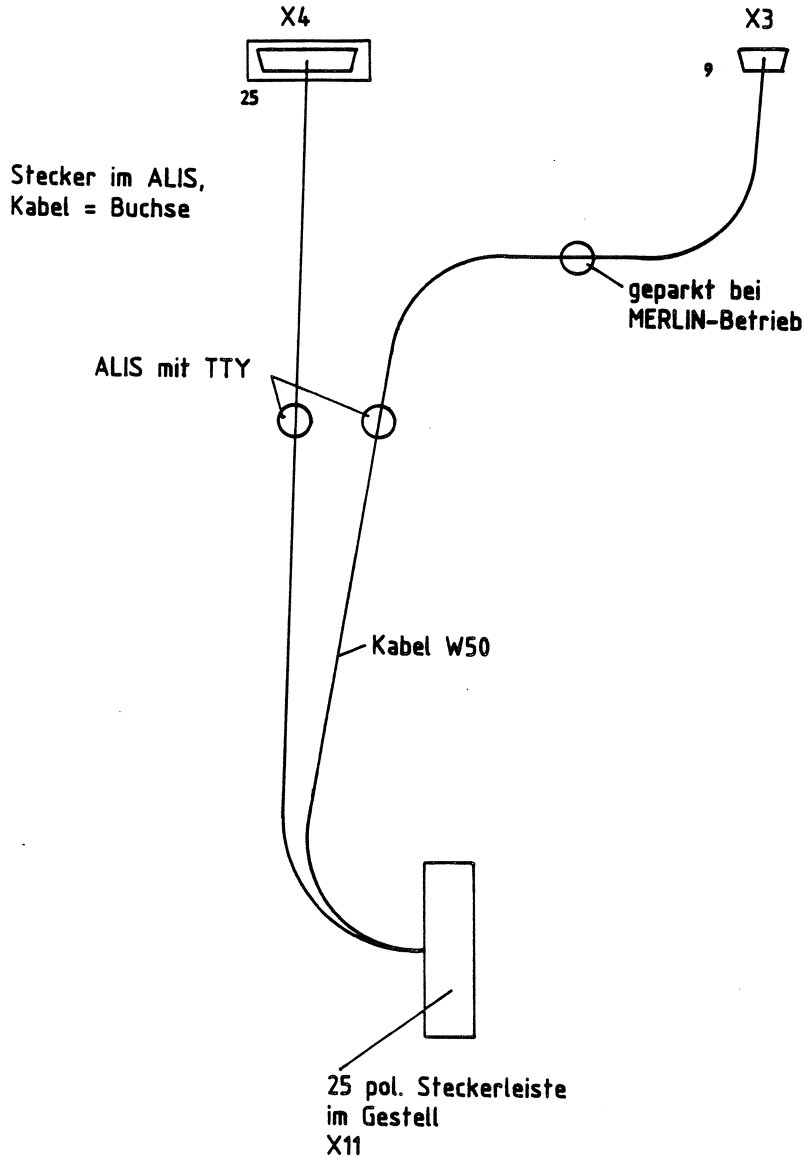 X4
X3
25
9
Stecker im ALIS,
Kabel = Buchse
geparkt bei
MERLIN-Betrieb
ALIS mit TTY
Kabel W50
25 pol. Steckerleiste
im Gestell
X11